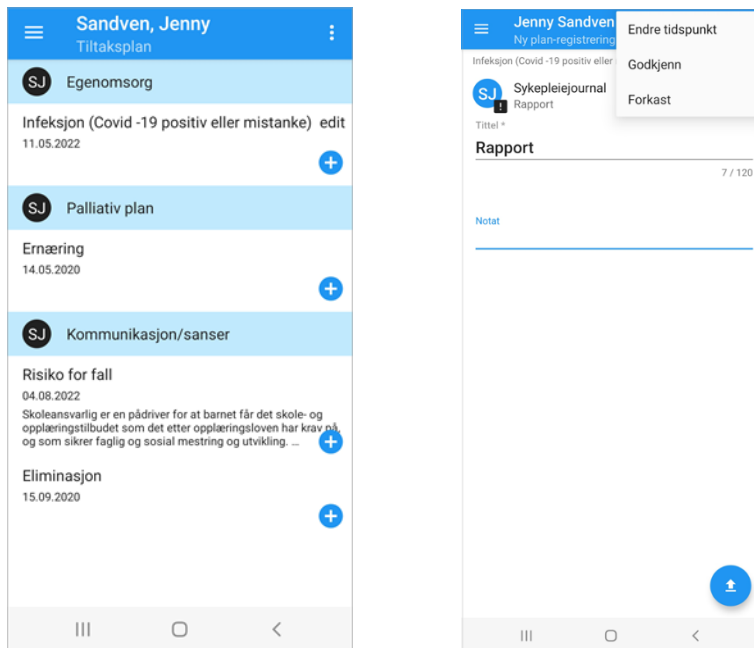 Sandven, Jenny
Tiltaksplan
SJ Egenomsorg
Infeksjon (Covid -19 positiv eller mistanke) edit
11.05.2022
SJ Palliativ plan
Ernæring
14.05.2020
SJ Kommunikasjon/sanser
Risiko for fall
04.08.2022
Skoleansvarlig er en pådriver for at barnet får det skole- og
opplæringstilbudet som det etter opplæringsloven har krav på,
og som sikrer faglig og sosial mestring og utvikling. ...
Eliminasjon
15.09.2020
Jenny Sandven
Ny plan-registrering
Endre tidspunkt
Godkjenn
Forkast
Infeksjon (Covid -19 positiv eller
SJ Sykepleiejournal
Rapport
Tittel *
Rapport
7 / 120
Notat